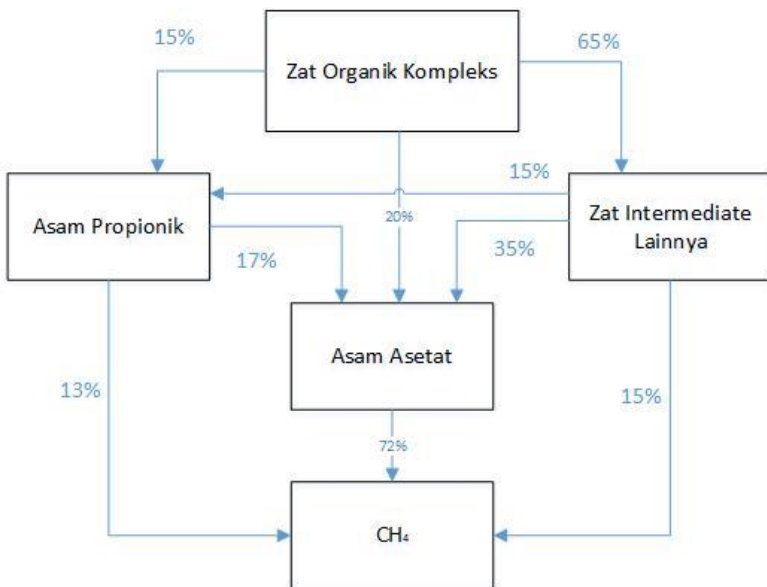 15%
65%
Zat Organik Kompleks
15%
Asam Propionik
20%
Zat Intermediate
Lainnya
17%
35%
Asam Asetat
13%
15%
72%
CH₄